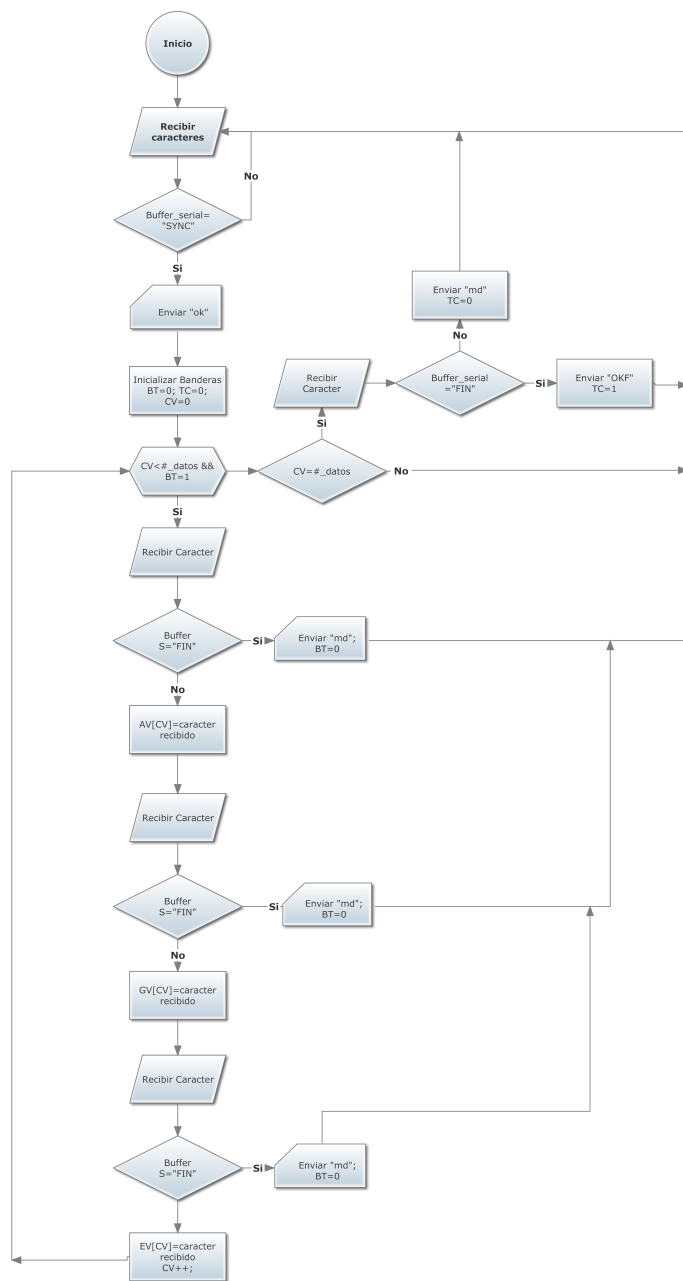 Inicio
Recibir
caracteres
No
Buffer_serial=
"SYNC"
Si
Enviar "ok"
Enviar "md"
TC=0
No
Inicializar Banderas
BT=0; TC=0;
CV=0
Recibir
Caracter
Buffer_serial
="FIN"
Si
Enviar "OKF"
TC=1
Si
CV<#_datos &&
BT=1
CV=#_datos
No
Si
Recibir Caracter
Buffer
S="FIN"
Si
Enviar "md";
BT=0
No
AV[CV]=caracter
recibido
Recibir Caracter
Buffer
S="FIN"
Si
Enviar "md";
BT=0
No
GV[CV]=caracter
recibido
Recibir Caracter
Buffer
S="FIN"
Si
Enviar "md";
BT=0
EV[CV]=caracter
recibido
CV++;